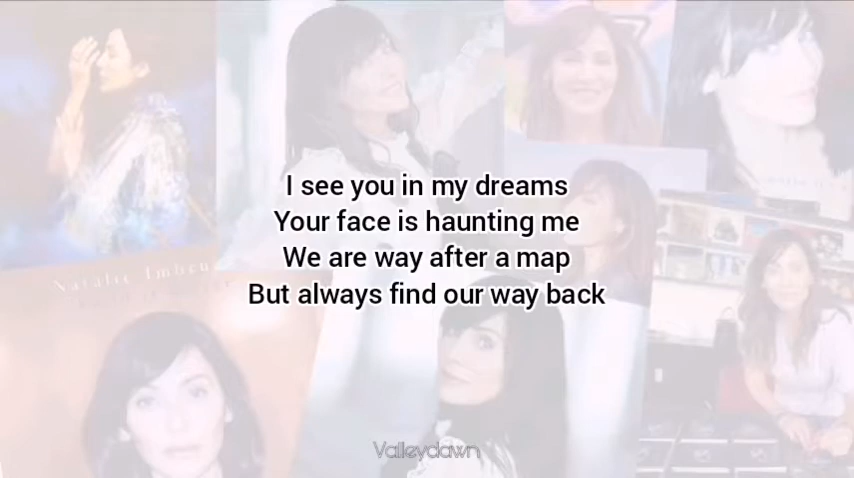 I see you in my dreams
Your face is haunting me
We are way after a map
But always find our way back
Natalie Imbru
Valleydawn